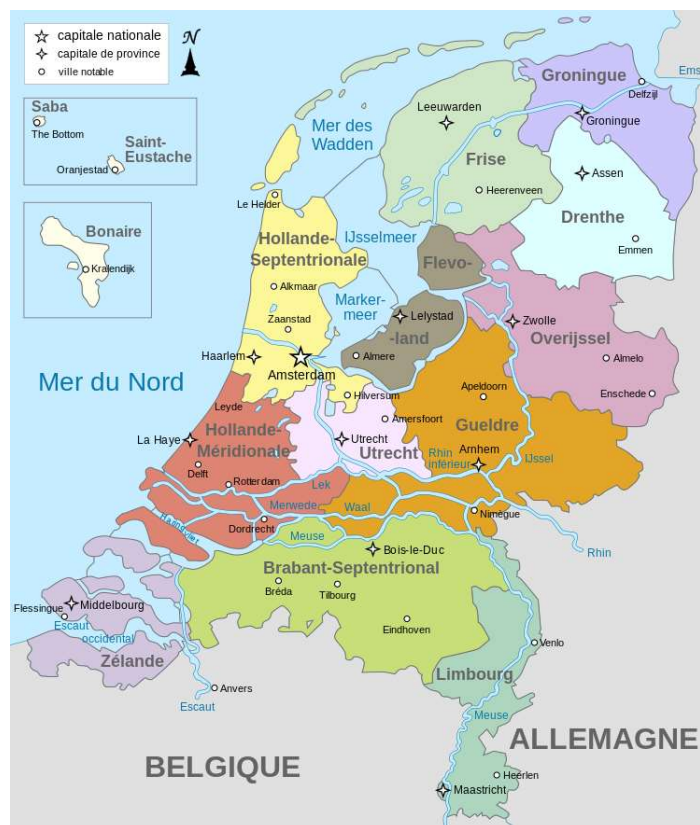 capitale nationale
capitale de province
ville notable
N
Saba
The Bottom
Saint-
Eustache
Oranjestad
Bonaire
Kralendijk
Groningue
Delfzijl
Ems
Leeuwarden
Groningue
Mer des
Wadden
Frise
Assen
Heerenveen
Le Helder
Drenthe
Hollande-
Septentrionale
IJsselmeer
Emmen
Flevo-
Alkmaar
Marker-
meer
Lelystad
Zwolle
Zaanstad
-land
Overijssel
Haarlem
Almere
Almelo
Amsterdam
Mer du Nord
Apeldoorn
Enschede
Hilversum
Leyde
Amersfoort
Gueldre
Hollande-
Méridionale
La Haye
Utrecht
Utrecht
Arnhem
Rhin
inférieur
IJssel
Delft
Rotterdam
Lek
Merwede
Waal
Nimègue
Haringvliet
Dordrecht
Meuse
Bois-le-Duc
Rhin
Brabant-Septentrional
Bréda
Tilbourg
Flessingue
Middelbourg
Escaut
occidental
Eindhoven
Venlo
Zélande
Limbourg
Anvers
Escaut
Meuse
ALLEMAGNE
BELGIQUE
Heerlen
Maastricht